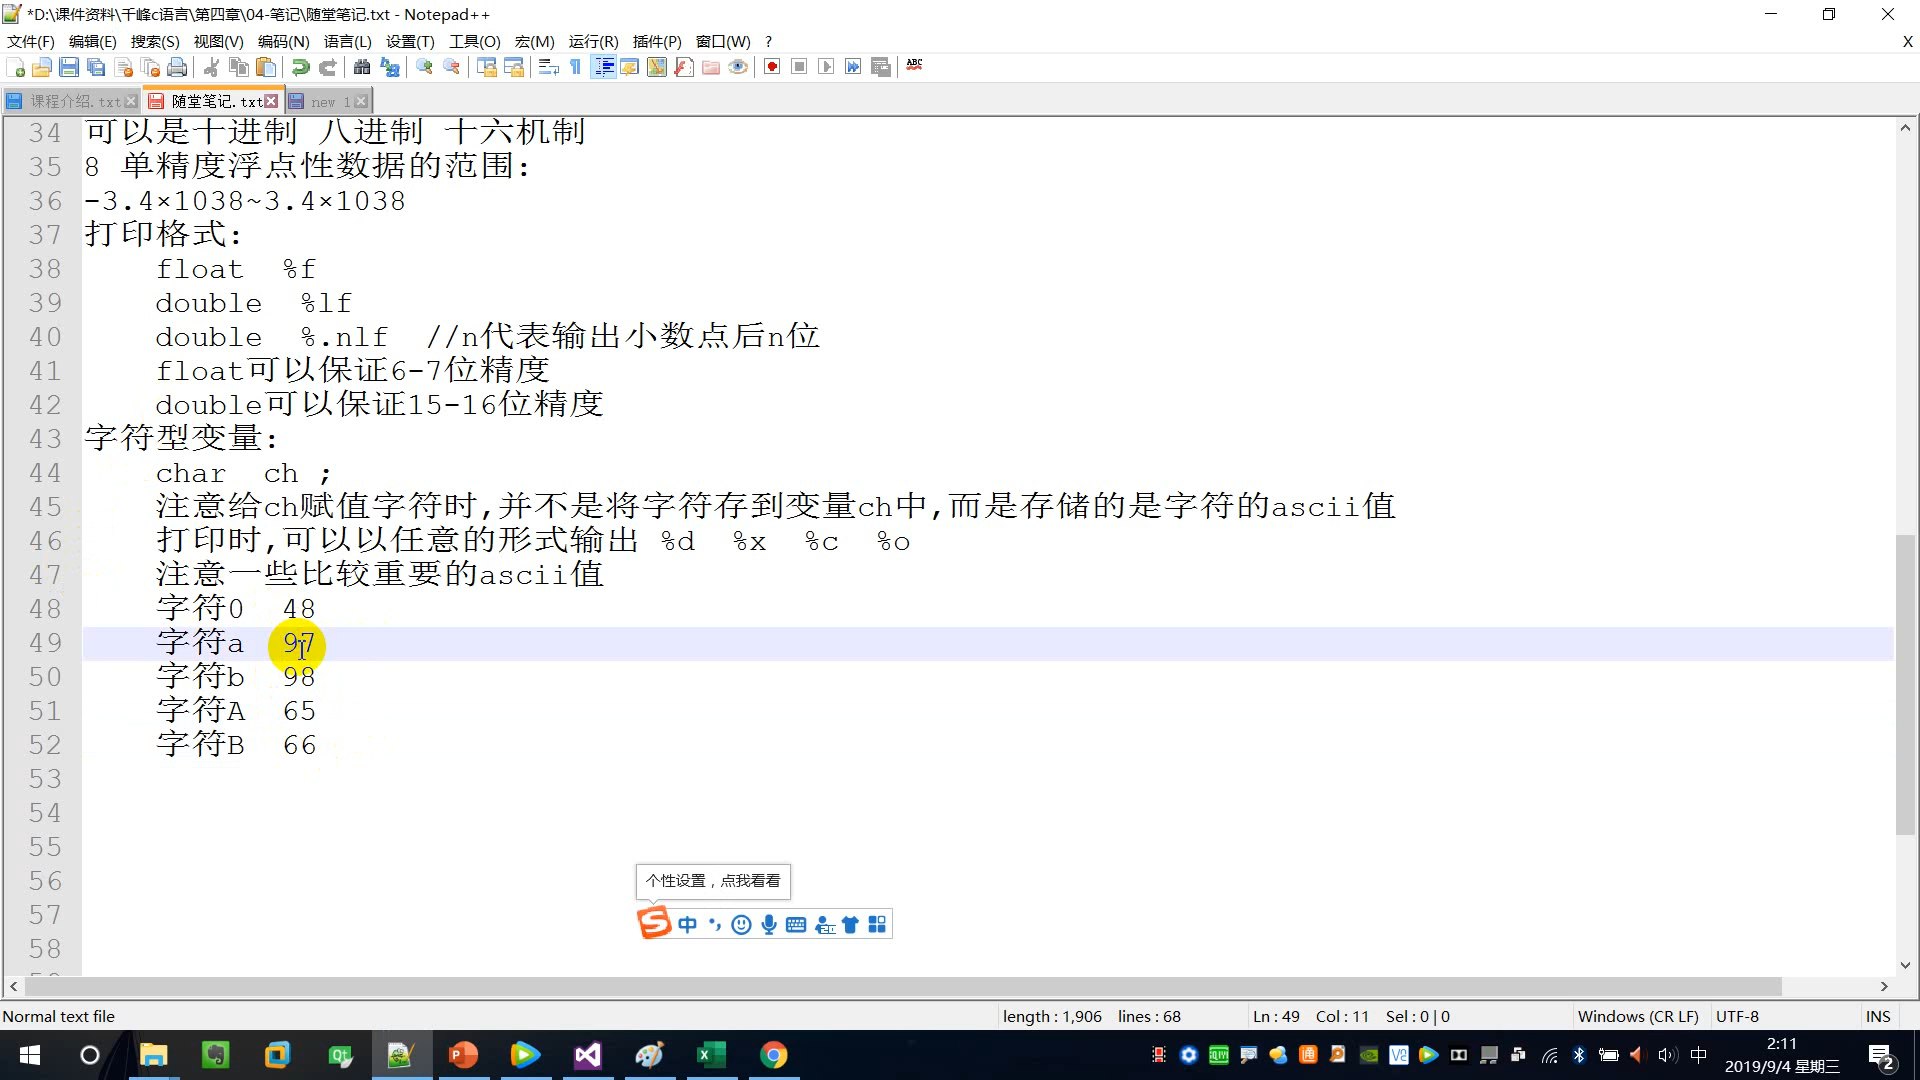 *D:\课件资料\千峰c语言\第四章\04-笔记\随堂笔记.txt - Notepad++
文件(F) 编辑(E) 搜索(S) 视图(V) 编码(N) 语言(L) 设置(T) 工具(O) 宏(M) 运行(R) 插件(P) 窗口(W) ? X
ABC
课程介绍.txt 随堂笔记.txt new 1
34 可以是十进制 八进制 十六机制
35 8 单精度浮点性数据的范围:
36 -3.4×1038~3.4×1038
37 打印格式:
38 float %f
39 double %lf
40 double %.nlf //n代表输出小数点后n位
41 float可以保证6-7位精度
42 double可以保证15-16位精度
43 字符型变量:
44 char ch ;
45 注意给ch赋值字符时,并不是将字符存到变量ch中,而是存储的是字符的ascii值
46 打印时,可以以任意的形式输出 %d %x %c %o
47 注意一些比较重要的ascii值
48 字符0 48
49 字符a 97
50 字符b 98
51 字符A 65
52 字符B 66
53
54
55
56
57
58
个性设置，点我看看
S 中
Normal text file length : 1,906 lines : 68 Ln : 49 Col : 11 Sel : 0 | 0 Windows (CR LF) UTF-8 INS
中 2:11
2019/9/4 星期三
2